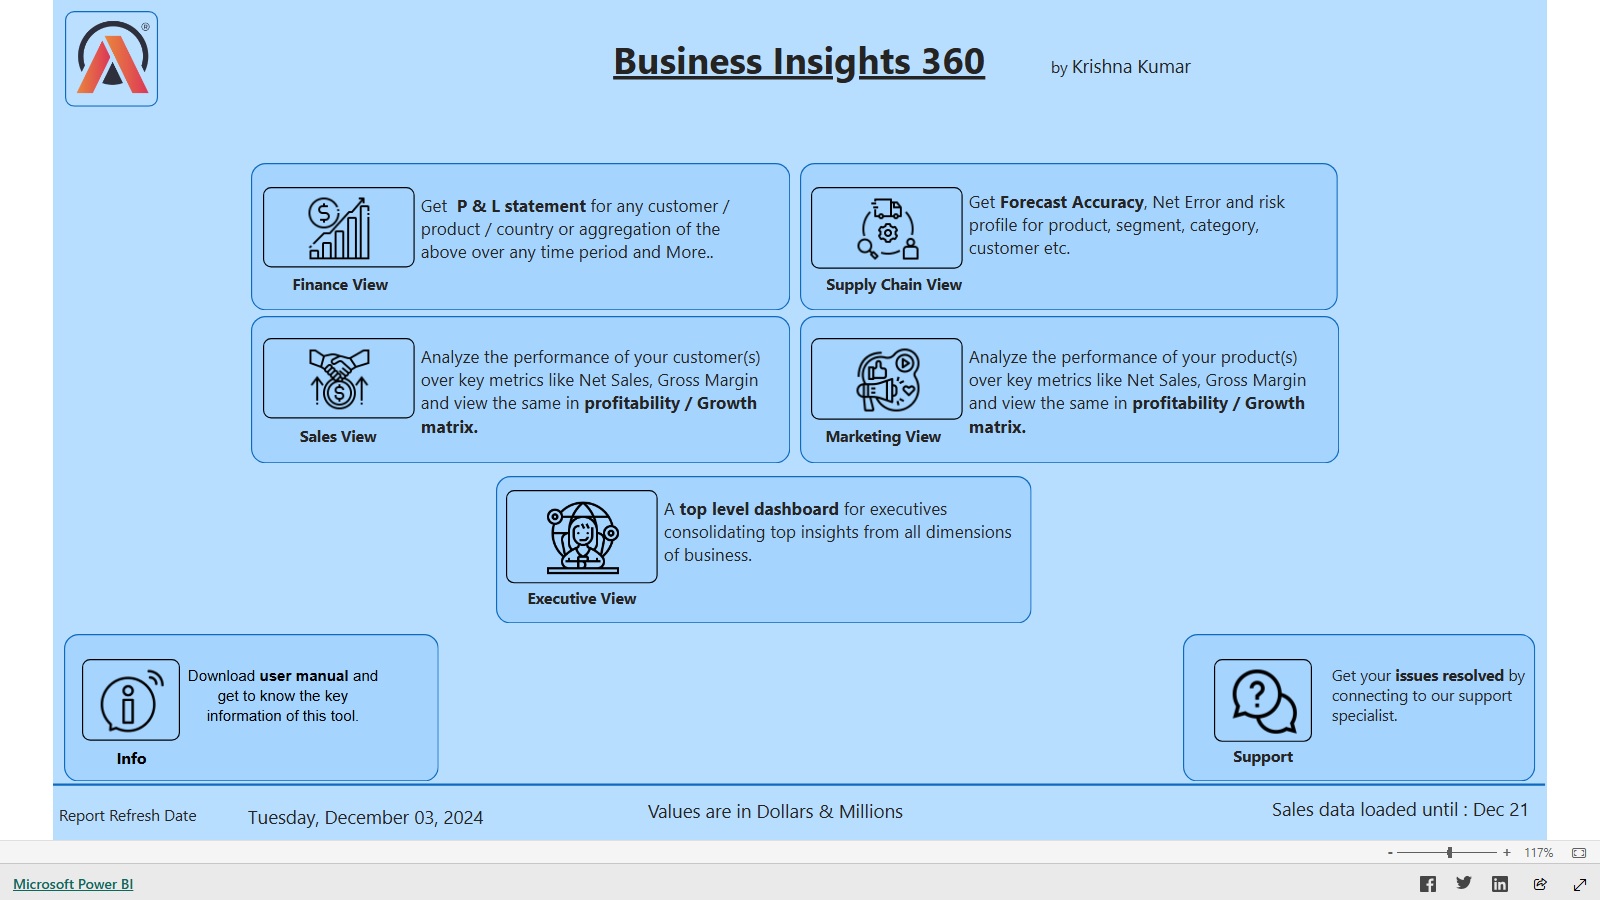 ®
Business Insights 360
by Krishna Kumar
Get P & L statement for any customer /
product / country or aggregation of the
above over any time period and More..
Finance View
Get Forecast Accuracy, Net Error and risk
profile for product, segment, category,
customer etc.
Supply Chain View
Analyze the performance of your customer(s)
over key metrics like Net Sales, Gross Margin
and view the same in profitability / Growth
matrix.
Sales View
Analyze the performance of your product(s)
over key metrics like Net Sales, Gross Margin
and view the same in profitability / Growth
matrix.
Marketing View
A top level dashboard for executives
consolidating top insights from all dimensions
of business.
Executive View
Download user manual and
get to know the key
information of this tool.
Info
Get your issues resolved by
connecting to our support
specialist.
Support
Report Refresh Date
Tuesday, December 03, 2024
Values are in Dollars & Millions
Sales data loaded until : Dec 21
- + 117%
Microsoft Power BI